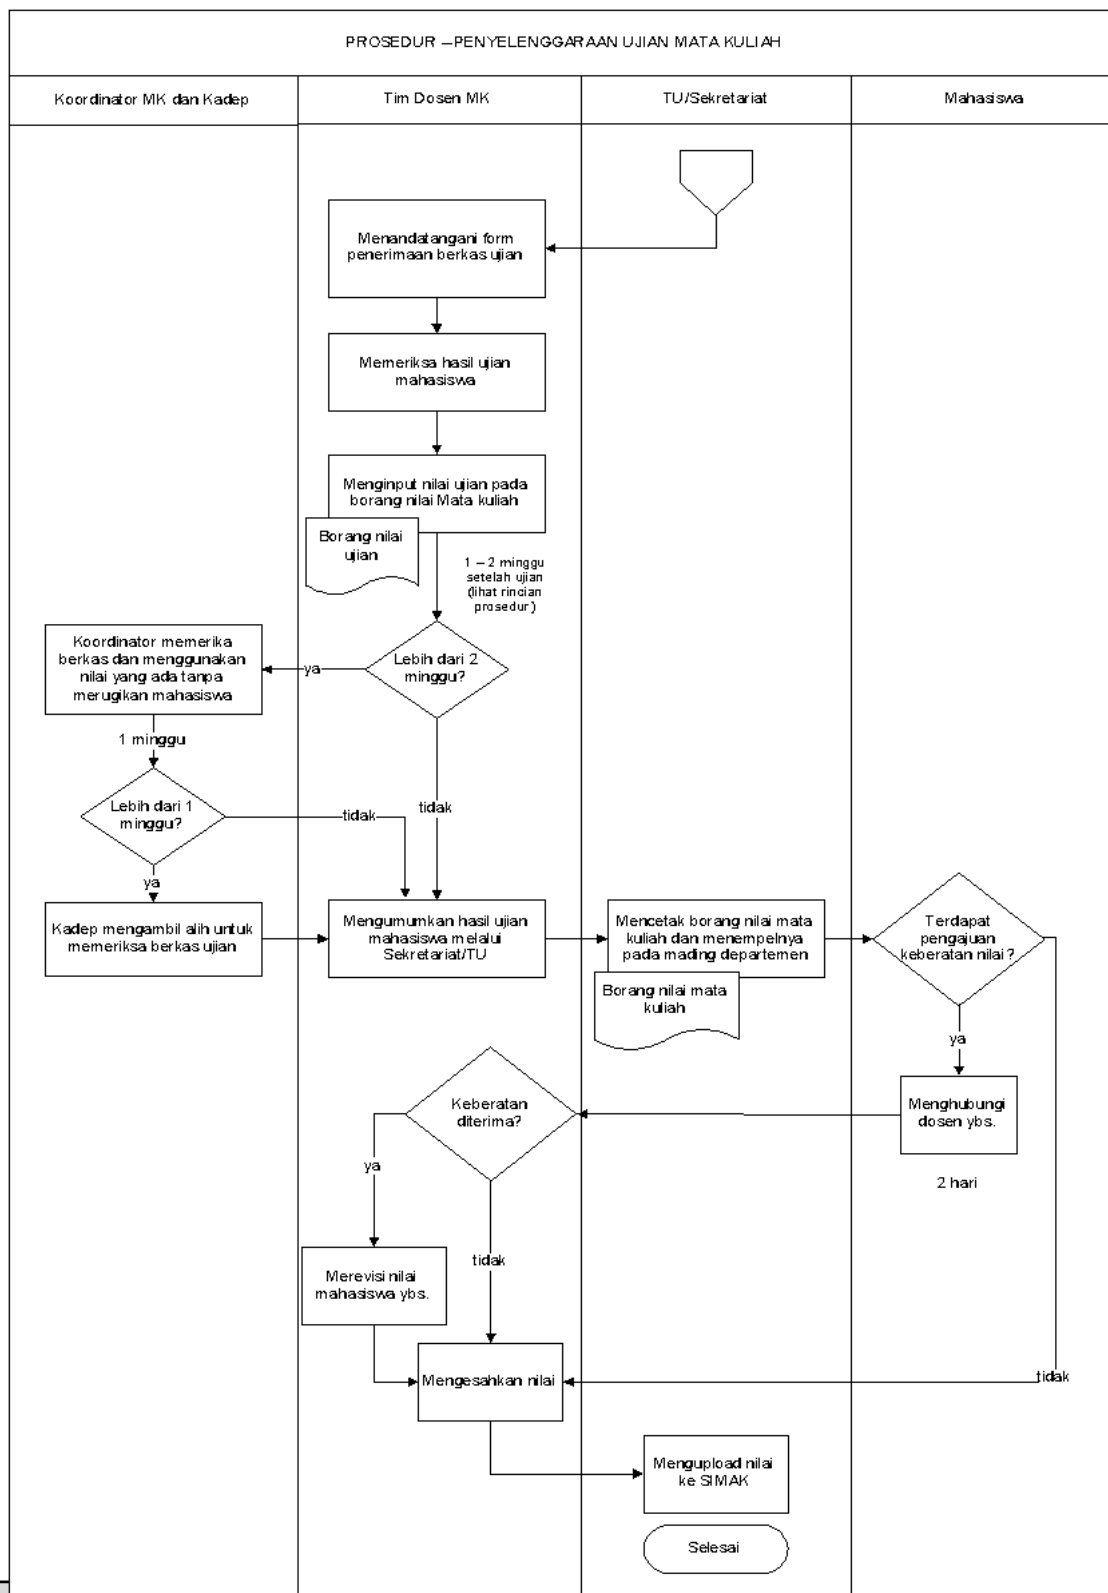 PROSEDUR –PENYELENGGARAAN UJIAN MATA KULIAH
Koordinator MK dan Kadep
Tim Dosen MK
TU/Sekretariat
Mahasiswa
Menandatangani form
penerimaan berkas ujian
Memeriksa hasil ujian
mahasiswa
Menginput nilai ujian pada
borang nilai Mata kuliah
Borang nilai
ujian
1 – 2 minggu
setelah ujian
(lihat rincian
prosedur)
Lebih dari 2
minggu?
ya
Koordinator memerika
berkas dan menggunakan
nilai yang ada tanpa
merugikan mahasiswa
1 minggu
Lebih dari 1
minggu?
tidak
tidak
ya
Kadep mengambil alih untuk
memeriksa berkas ujian
Mengumumkan hasil ujian
mahasiswa melalui
Sekretariat/TU
Mencetak borang nilai mata
kuliah dan menempelnya
pada mading departemen
Borang nilai mata
kuliah
Terdapat
pengajuan
keberatan nilai?
ya
Menghubungi
dosen ybs.
2 hari
Keberatan
diterima?
ya
tidak
Merevisi nilai
mahasiswa ybs.
Mengesahkan nilai
tidak
Mengupload nilai
ke SIMAK
Selesai